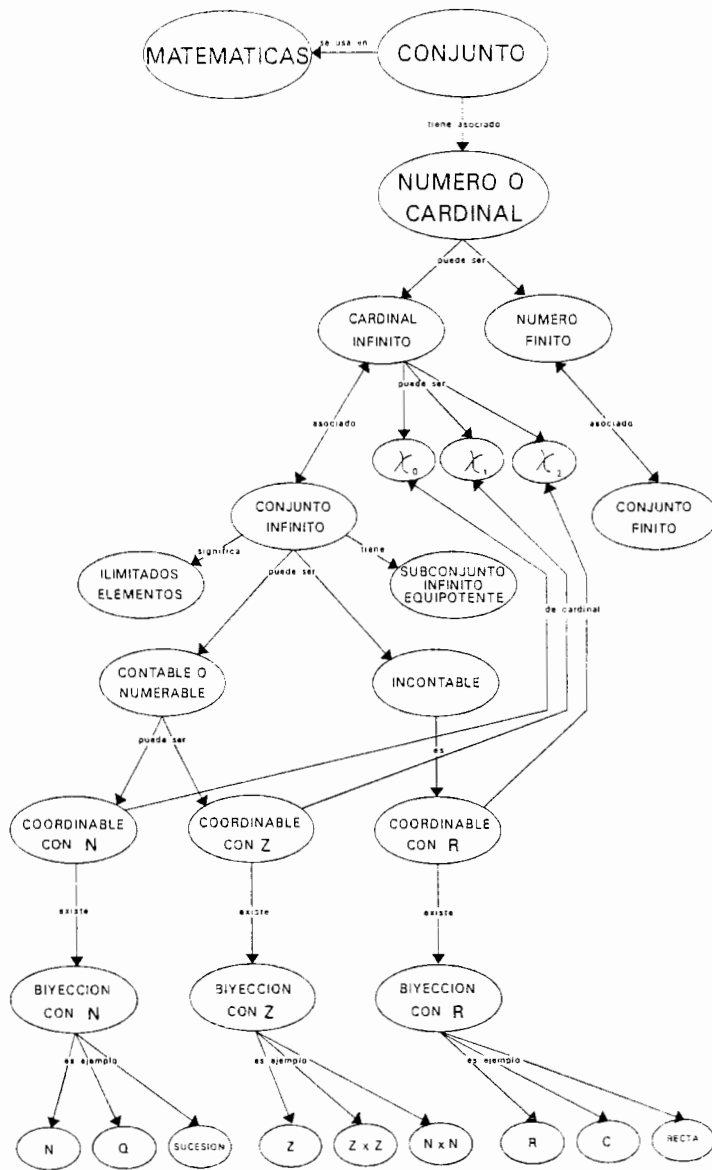 MATEMATICAS
se usa en
CONJUNTO
tiene asociado
NUMERO O
CARDINAL
puede ser
CARDINAL
INFINITO
NUMERO
FINITO
puede ser
asociado
asociado
χ₀
χ₁
χ₂
CONJUNTO
INFINITO
CONJUNTO
FINITO
significa
puede ser
tiene
ILIMITADOS
ELEMENTOS
SUBCONJUNTO
INFINITO
EQUIPOTENTE
de cardinal
CONTABLE O
NUMERABLE
INCONTABLE
puede ser
es
COORDINABLE
CON N
COORDINABLE
CON Z
COORDINABLE
CON R
existe
existe
existe
BIYECCION
CON N
BIYECCION
CON Z
BIYECCION
CON R
es ejemplo
es ejemplo
es ejemplo
N
Q
SUCESION
Z
Z x Z
N x N
R
C
RECTA